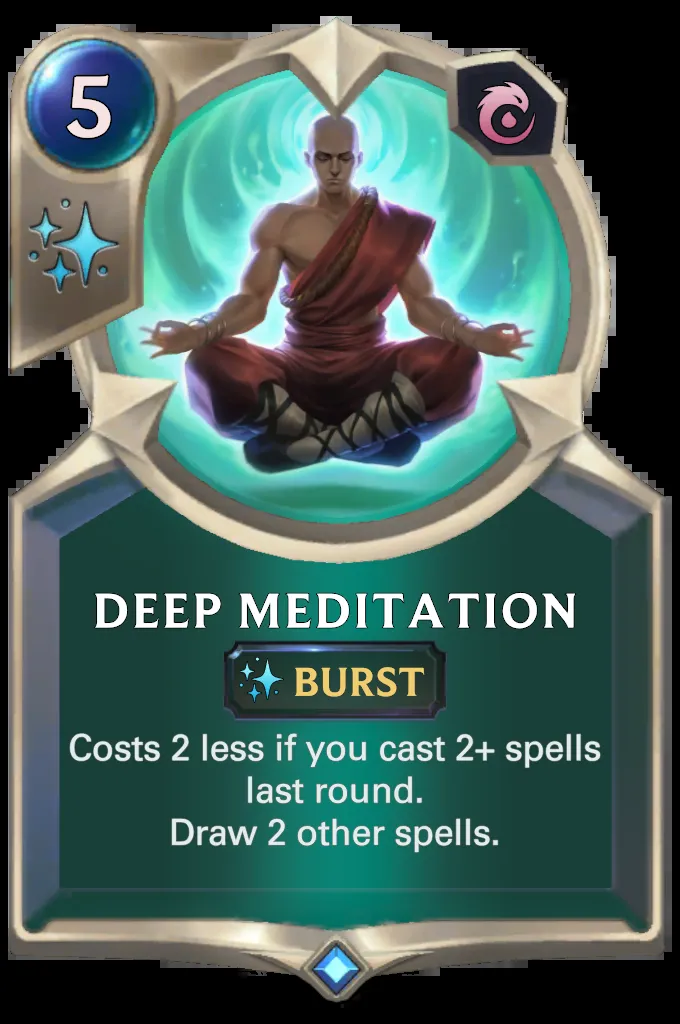 5
DEEP MEDITATION
BURST
Costs 2 less if you cast 2+ spells
last round.
Draw 2 other spells.